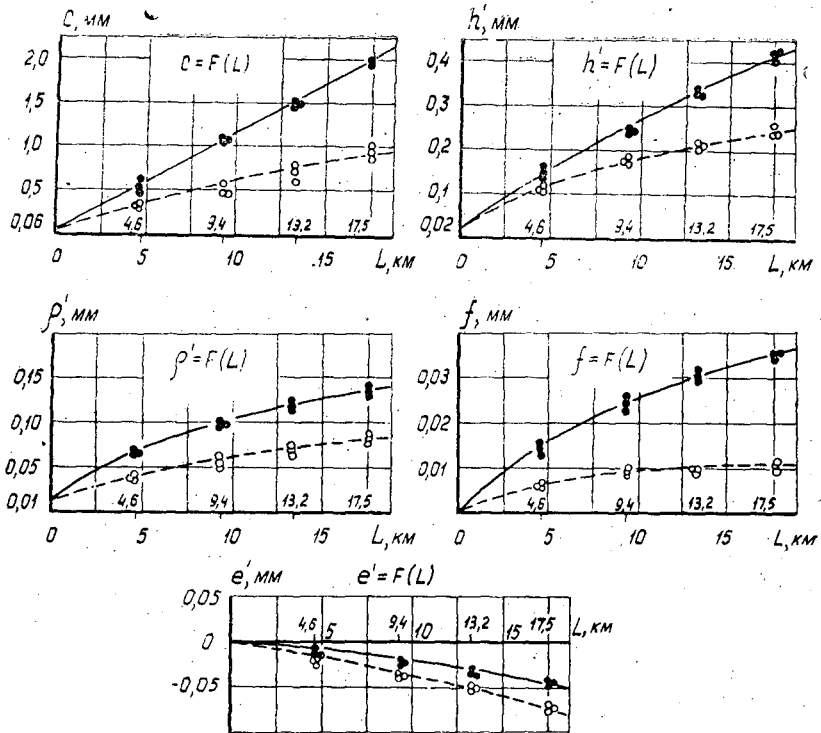 c, мм
2,0
1,5
1,0
0,5
0,06
c = F(L)
4,6 9,4 13,2 17,5
0 5 10 15 L, км
h', мм
0,4
0,3
0,2
0,1
0,02
h' = F(L)
4,6 9,4 13,2 17,5
0 5 10 15 L, км
ρ', мм
0,15
0,10
0,05
0,01
ρ' = F(L)
4,6 9,4 13,2 17,5
0 5 10 15 L, км
f, мм
0,03
0,02
0,01
0
f = F(L)
4,6 9,4 13,2 17,5
0 5 10 15 L, км
e', мм e' = F(L)
0,05
0
-0,05
4,6 5 9,4 10 13,2 15 17,5 L, км